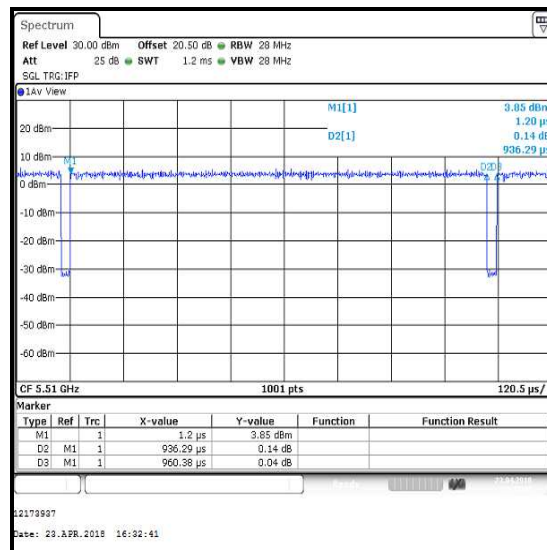 Spectrum
Ref Level 30.00 dBm Offset 20.50 dB RBW 28 MHz
Att 25 dB SWT 1.2 ms VBW 28 MHz
SGL TRG:IFP
1Av View
M1[1] 3.85 dBm
1.20 µs
20 dBm
D2[1] 0.14 dB
936.29 µs
10 dBm
M1
D2D3
0 dBm
-10 dBm
-20 dBm
-30 dBm
-40 dBm
-50 dBm
-60 dBm
CF 5.51 GHz 1001 pts 120.5 µs/
Marker
Type Ref Trc X-value Y-value Function Function Result
M1 1 1.2 µs 3.85 dBm
D2 M1 1 936.29 µs 0.14 dB
D3 M1 1 960.38 µs 0.04 dB
Ready
12173937
Date: 23.APR.2018 16:32:41